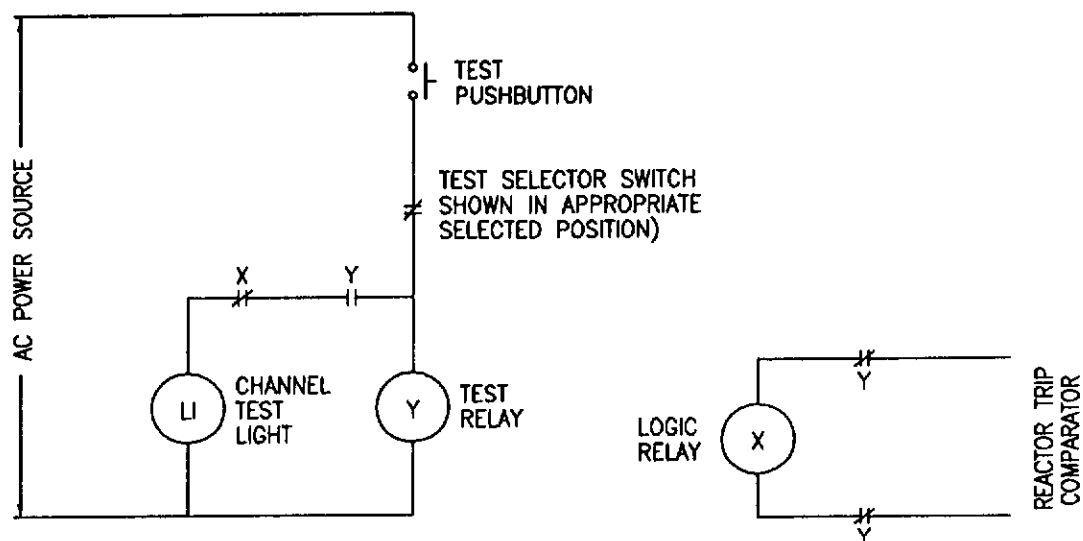 AC POWER SOURCE
TEST
PUSHBUTTON
TEST SELECTOR SWITCH
SHOWN IN APPROPRIATE
SELECTED POSITION)
X
Y
LI
CHANNEL
TEST
LIGHT
Y
TEST
RELAY
LOGIC
RELAY
X
Y
Y
REACTOR TRIP
COMPARATOR